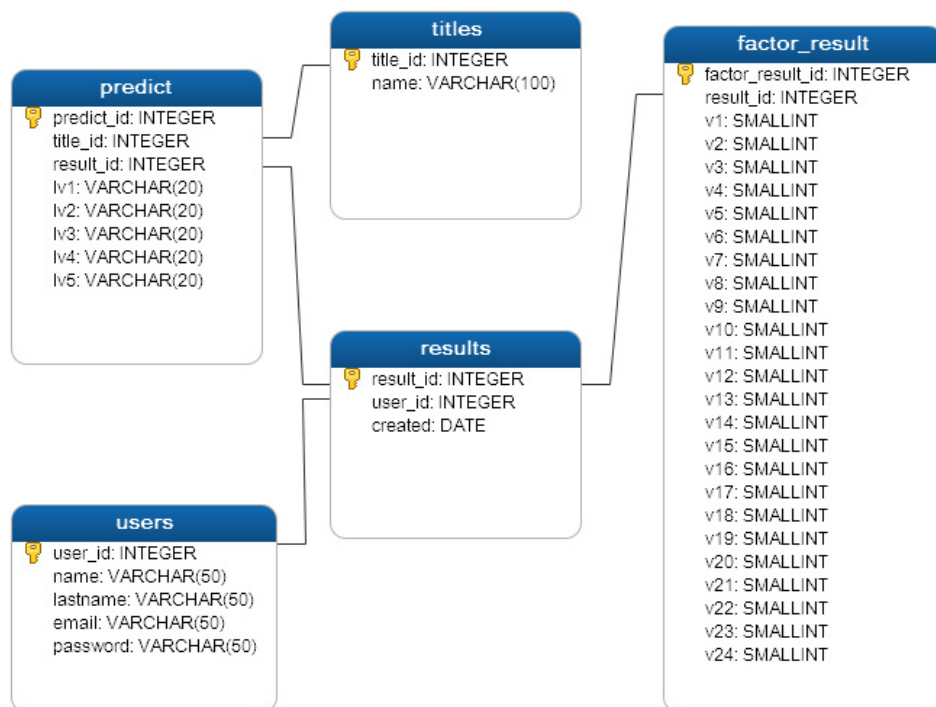 predict
predict_id: INTEGER
title_id: INTEGER
result_id: INTEGER
lv1: VARCHAR(20)
lv2: VARCHAR(20)
lv3: VARCHAR(20)
lv4: VARCHAR(20)
lv5: VARCHAR(20)
titles
title_id: INTEGER
name: VARCHAR(100)
factor_result
factor_result_id: INTEGER
result_id: INTEGER
v1: SMALLINT
v2: SMALLINT
v3: SMALLINT
v4: SMALLINT
v5: SMALLINT
v6: SMALLINT
v7: SMALLINT
v8: SMALLINT
v9: SMALLINT
v10: SMALLINT
v11: SMALLINT
v12: SMALLINT
v13: SMALLINT
v14: SMALLINT
v15: SMALLINT
v16: SMALLINT
v17: SMALLINT
v18: SMALLINT
v19: SMALLINT
v20: SMALLINT
v21: SMALLINT
v22: SMALLINT
v23: SMALLINT
v24: SMALLINT
results
result_id: INTEGER
user_id: INTEGER
created: DATE
users
user_id: INTEGER
name: VARCHAR(50)
lastname: VARCHAR(50)
email: VARCHAR(50)
password: VARCHAR(50)